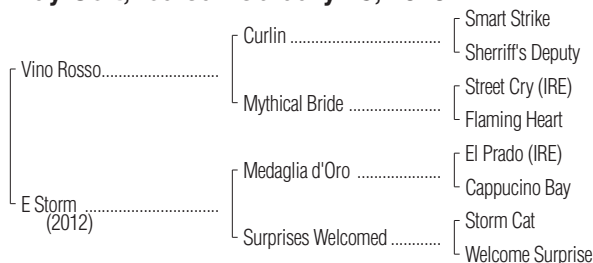 Smart Strike
Curlin ..............................
Sherriff's Deputy
Vino Rosso.......................
Street Cry (IRE)
Mythical Bride ..................
Flaming Heart
El Prado (IRE)
Medaglia d'Oro ................
Cappucino Bay
E Storm ..........................
(2012)
Storm Cat
Surprises Welcomed ..........
Welcome Surprise